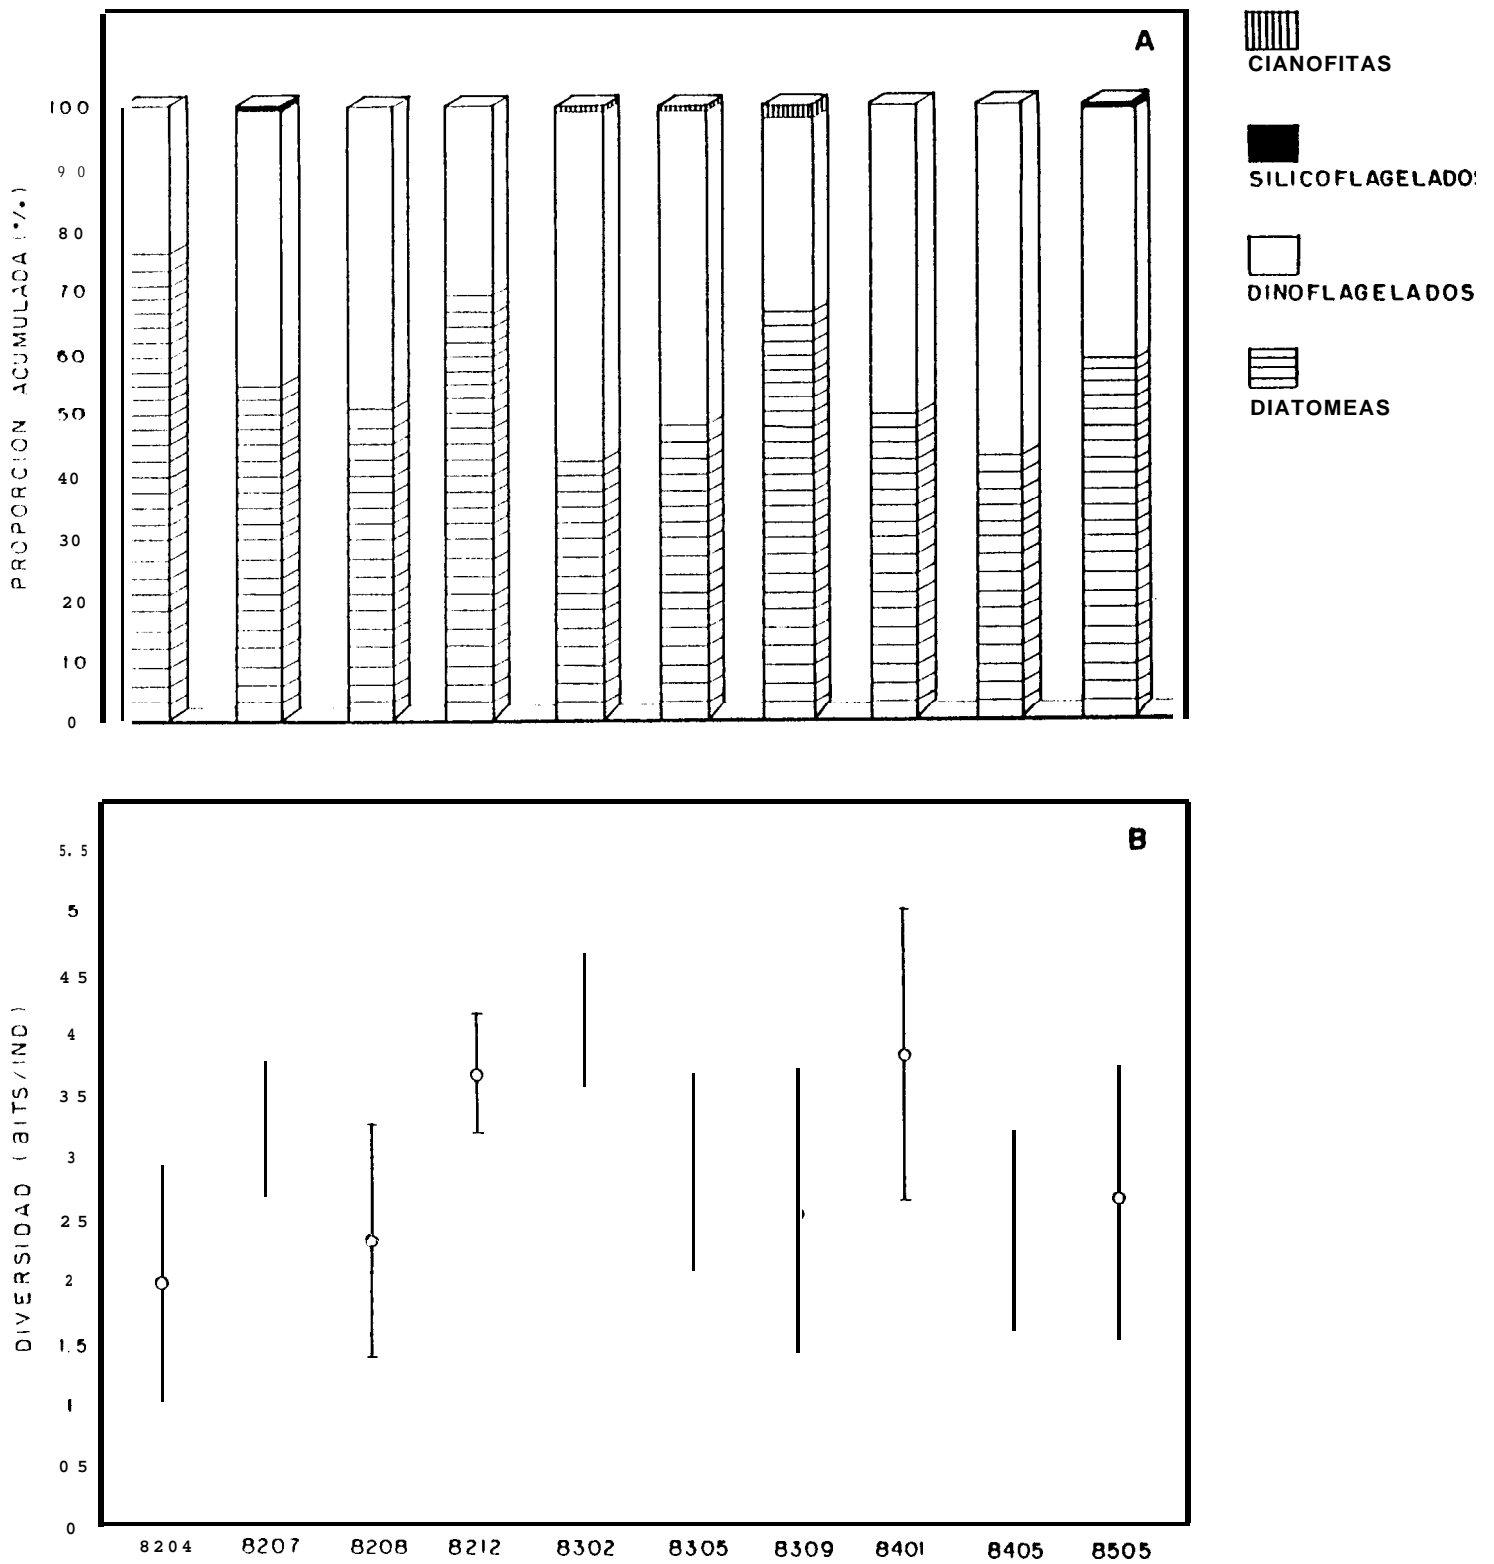 A
CIANOFITAS
SILICOFLAGELADOS
DINOFLAGELADOS
DIATOMEAS
PROPORCION ACUMULADA (%)
100
90
80
70
60
50
40
30
20
10
0
B
DIVERSIDAD (BITS/IND)
5.5
5
4 5
4
3 5
3
2 5
2
1.5
1
0 5
0
8204 8207 8208 8212 8302 8305 8309 8401 8405 8505